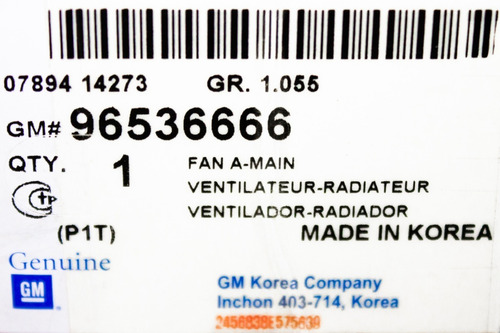 07894 14273 GR. 1.055
GM# 96536666
QTY. 1 FAN A-MAIN
VENTILATEUR-RADIATEUR
VENTILADOR-RADIADOR
(P1T) MADE IN KOREA
Genuine
GM
GM Korea Company
Inchon 403-714, Korea